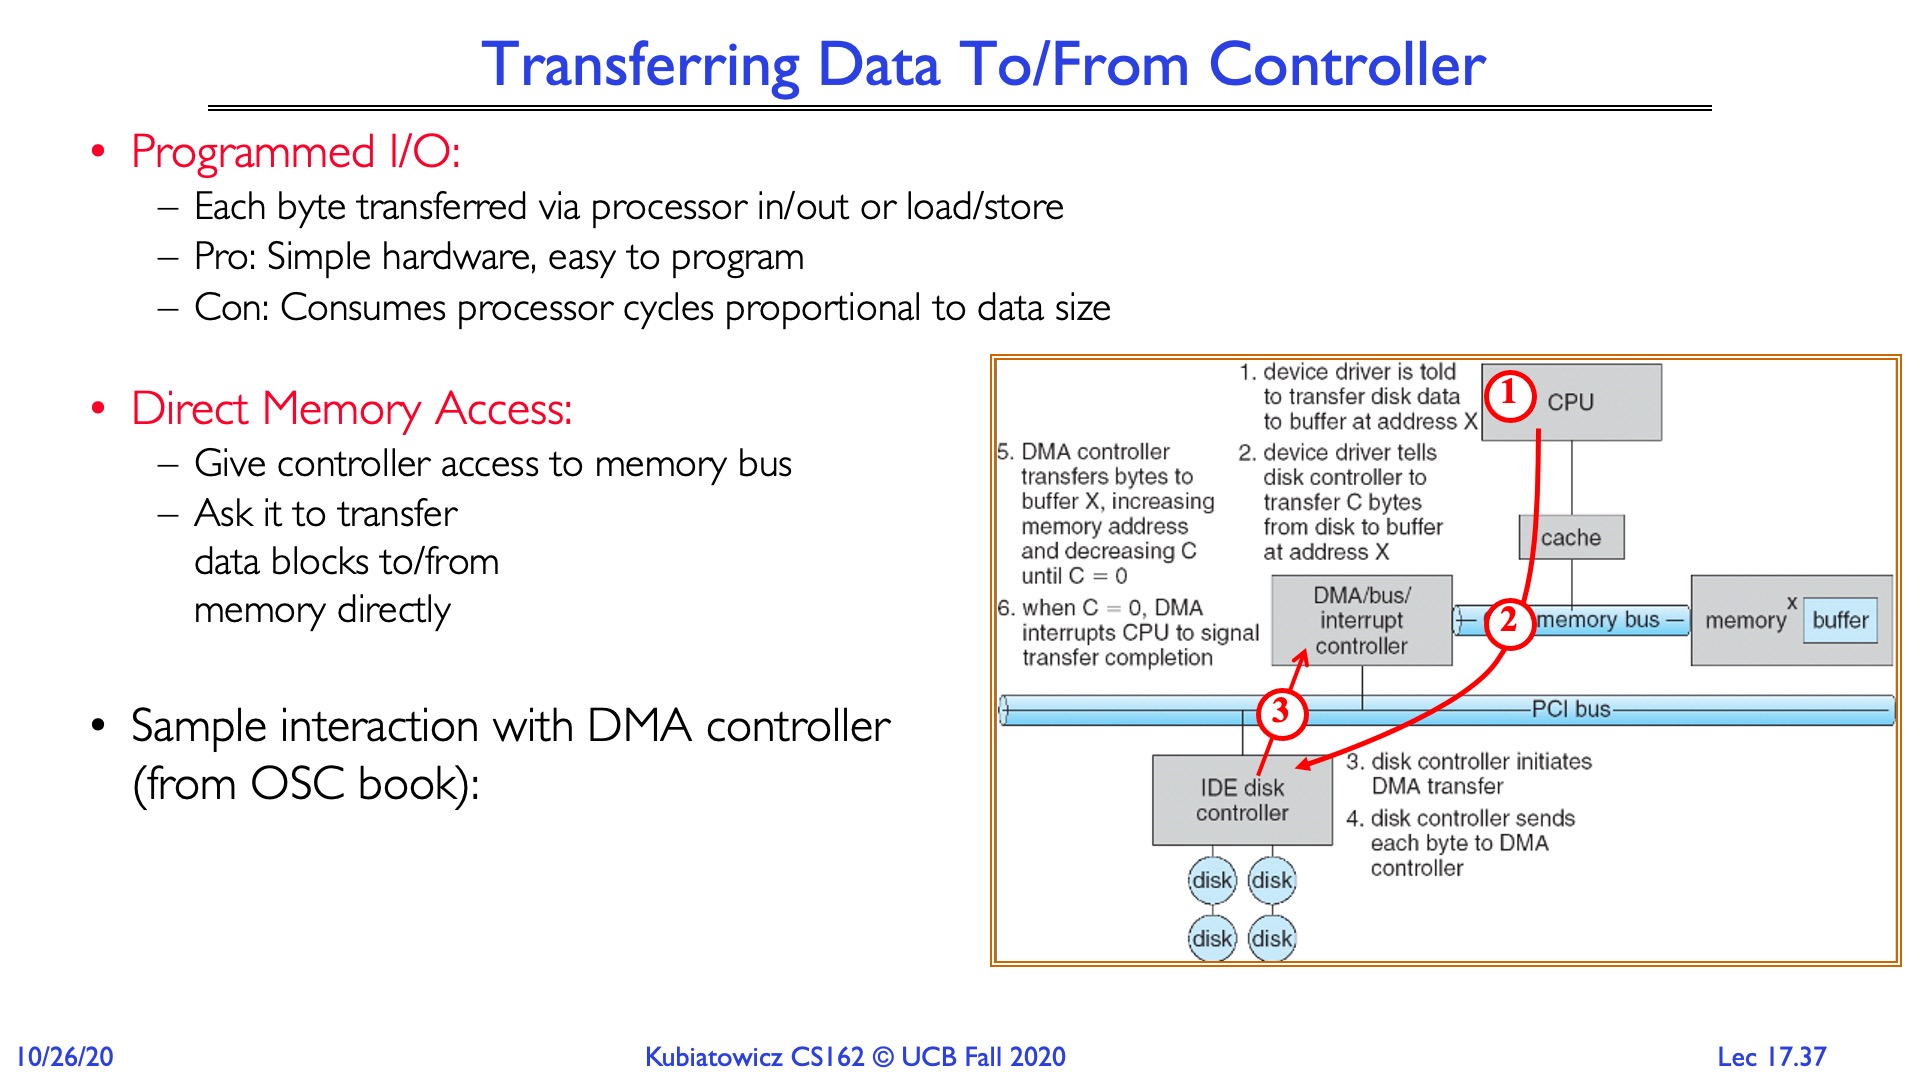 Transferring Data To/From Controller
• Programmed I/O:
– Each byte transferred via processor in/out or load/store
– Pro: Simple hardware, easy to program
– Con: Consumes processor cycles proportional to data size
• Direct Memory Access:
– Give controller access to memory bus
– Ask it to transfer
data blocks to/from
memory directly
• Sample interaction with DMA controller
(from OSC book):
1. device driver is told
to transfer disk data
to buffer at address X
2. device driver tells
disk controller to
transfer C bytes
from disk to buffer
at address X
5. DMA controller
transfers bytes to
buffer X, increasing
memory address
and decreasing C
until C = 0
6. when C = 0, DMA
interrupts CPU to signal
transfer completion
1
CPU
cache
DMA/bus/
interrupt
controller
2
memory bus
memory
x
buffer
3
PCI bus
IDE disk
controller
3. disk controller initiates
DMA transfer
4. disk controller sends
each byte to DMA
controller
disk disk
disk disk
10/26/20
Kubiatowicz CS162 © UCB Fall 2020
Lec 17.37